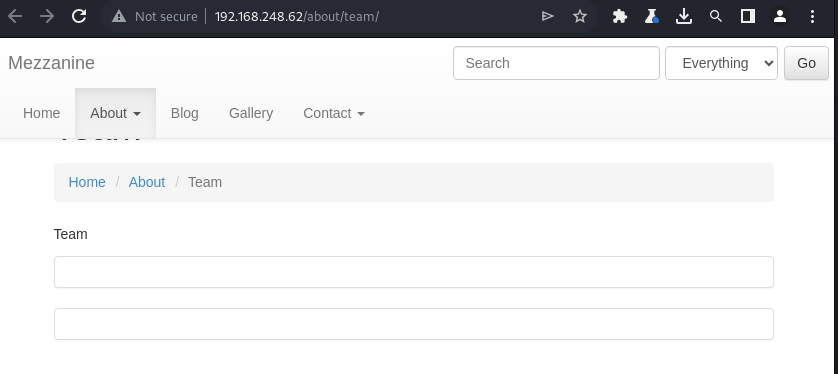 Not secure 192.168.248.62/about/team/
Mezzanine Search Everything Go
Home About Blog Gallery Contact
Team
Home / About / Team
Team